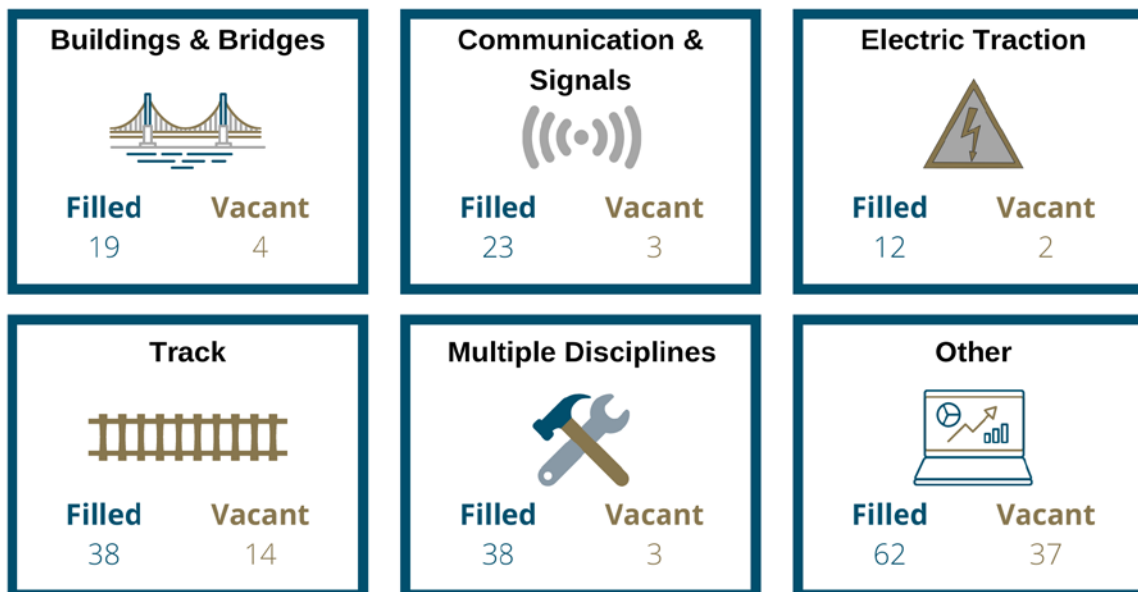 Buildings & Bridges
Filled Vacant
19 4
Communication &
Signals
Filled Vacant
23 3
Electric Traction
Filled Vacant
12 2
Track
Filled Vacant
38 14
Multiple Disciplines
Filled Vacant
38 3
Other
Filled Vacant
62 37